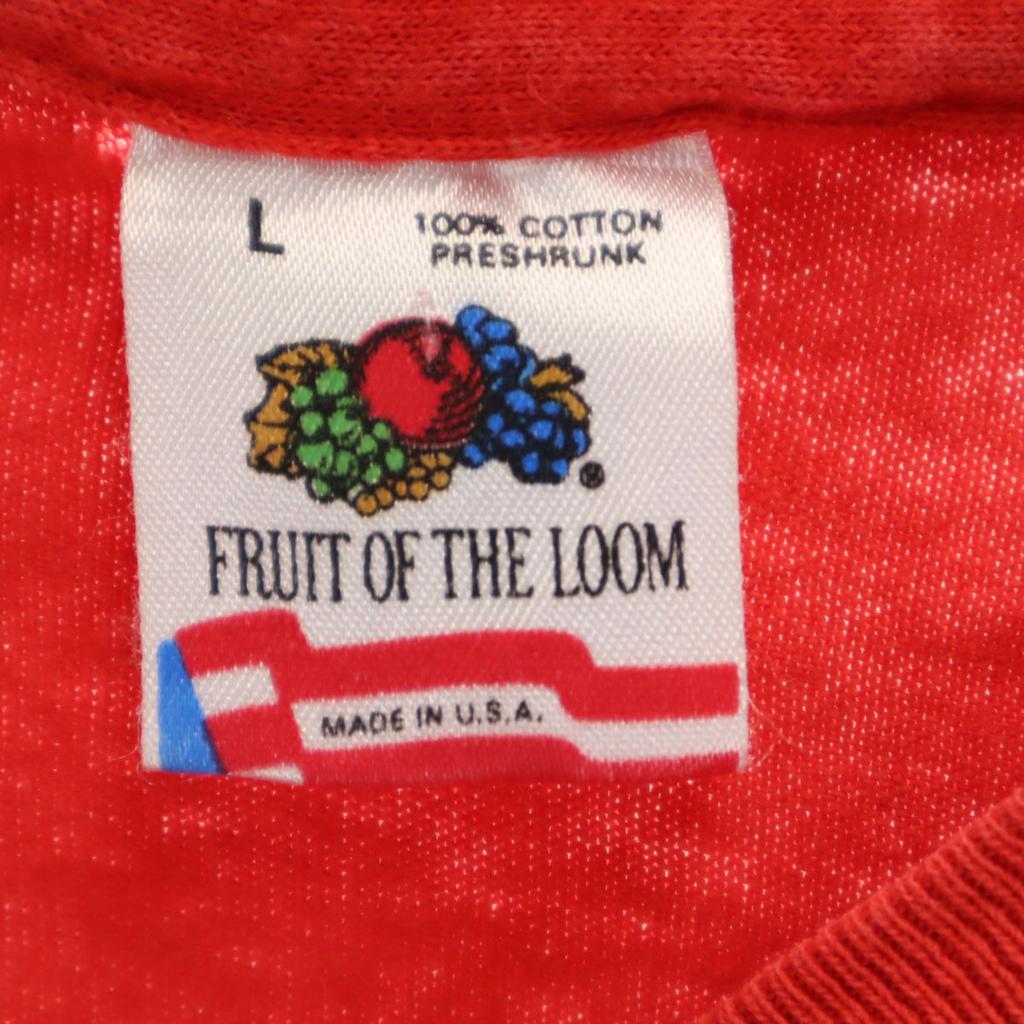 L
100% COTTON
PRESHRUNK
®
FRUIT OF THE LOOM
MADE IN U.S.A.